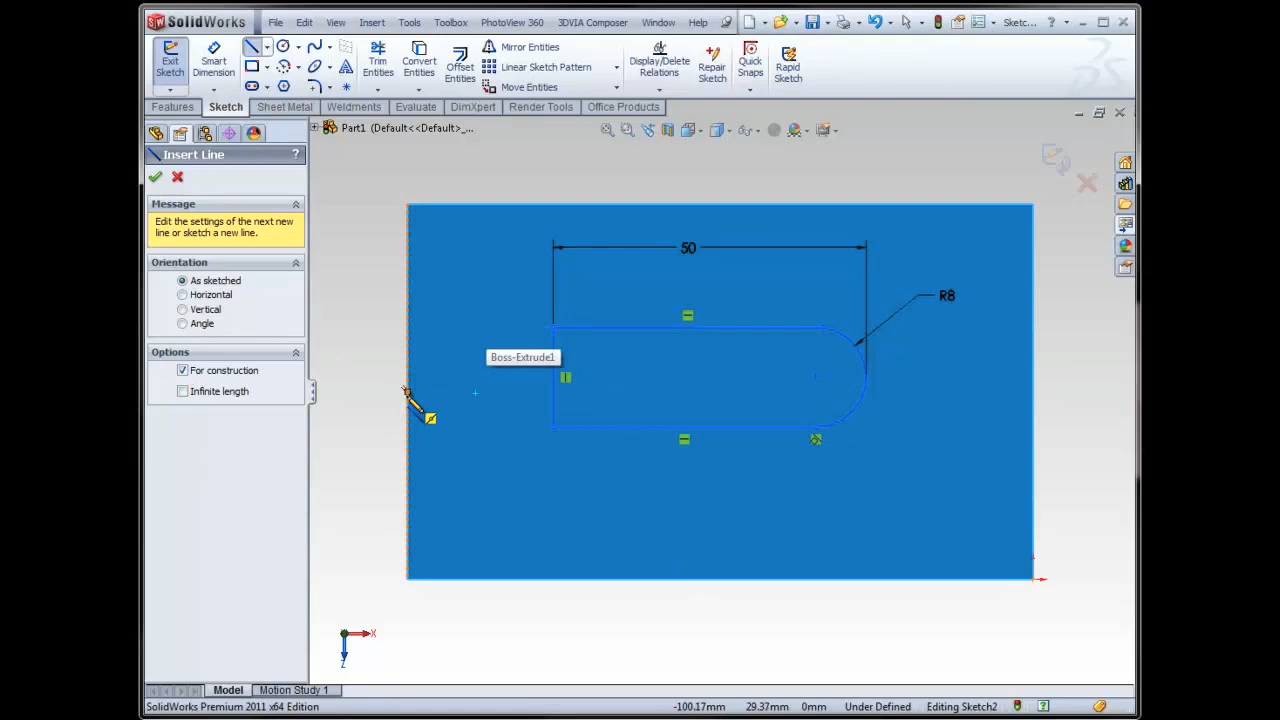 SolidWorks File Edit View Insert Tools Toolbox PhotoView 360 3DVIA Composer Window Help Sketc... ?
Exit Sketch
Smart Dimension
Trim Entities
Convert Entities
Offset Entities
Mirror Entities
Linear Sketch Pattern
Move Entities
Display/Delete Relations
Repair Sketch
Quick Snaps
Rapid Sketch
Features Sketch Sheet Metal Weldments Evaluate DimXpert Render Tools Office Products
Part1 (Default<<Default>_...
Insert Line ?
Message
Edit the settings of the next new
line or sketch a new line.
Orientation
As sketched
Horizontal
Vertical
Angle
Options
For construction
Infinite length
50
R8
Boss-Extrude1
X
Z
Model Motion Study 1
SolidWorks Premium 2011 x64 Edition -100.17mm 29.37mm 0mm Under Defined Editing Sketch2